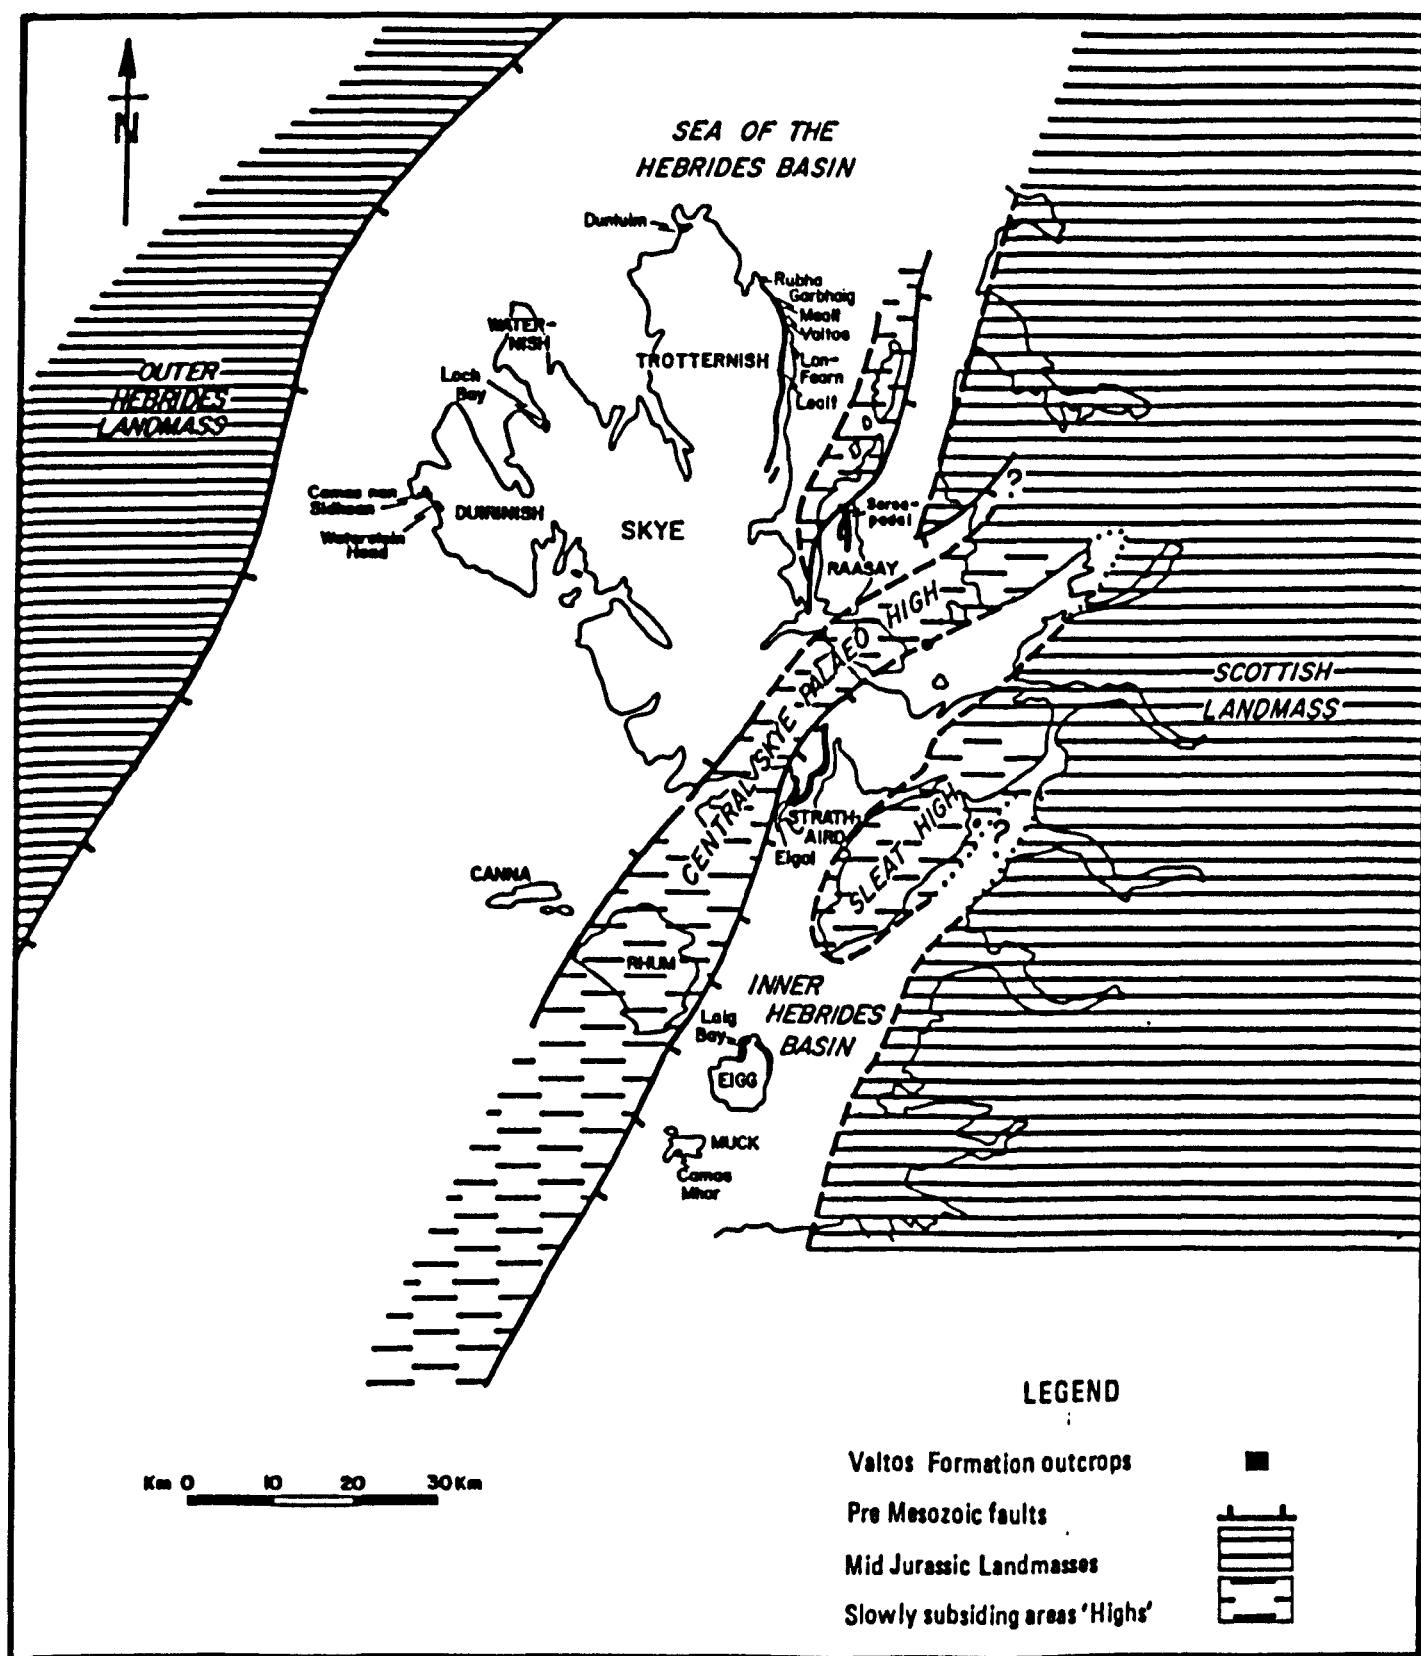 N
SEA OF THE
HEBRIDES BASIN
Duntulm
Rubha
Garbhaig
Mealt
Valtos
WATER-
NISH
TROTTERNISH
Lon-
Fearn
Lealt
OUTER
HEBRIDES
LANDMASS
Loch
Bay
Camas nan
Sidhean
DUIRINISH
Waterstein
Head
SKYE
?
Screa-
padal
RAASAY
CENTRAL SKYE PALAEO HIGH
SCOTTISH
LANDMASS
STRATH-
AIRD
Elgol
SLEAT HIGH
?
CANNA
RHUM
INNER
HEBRIDES
BASIN
Laig
Bay
EIGG
MUCK
Camas
Mhor
LEGEND
Valtos Formation outcrops
Pre Mesozoic faults
Mid Jurassic Landmasses
Slowly subsiding areas 'Highs'
Km 0 10 20 30 Km